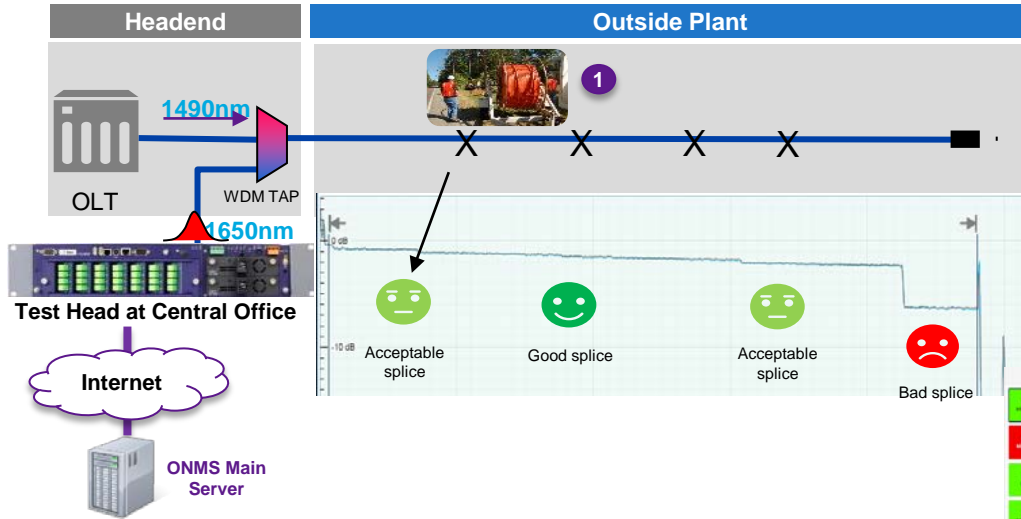 Headend
Outside Plant
1
1490nm
X X X X
OLT
WDM TAP
1650nm
0 dB
Test Head at Central Office
-10 dB
Acceptable
splice
Good splice
Acceptable
splice
Bad splice
Internet
ONMS Main
Server